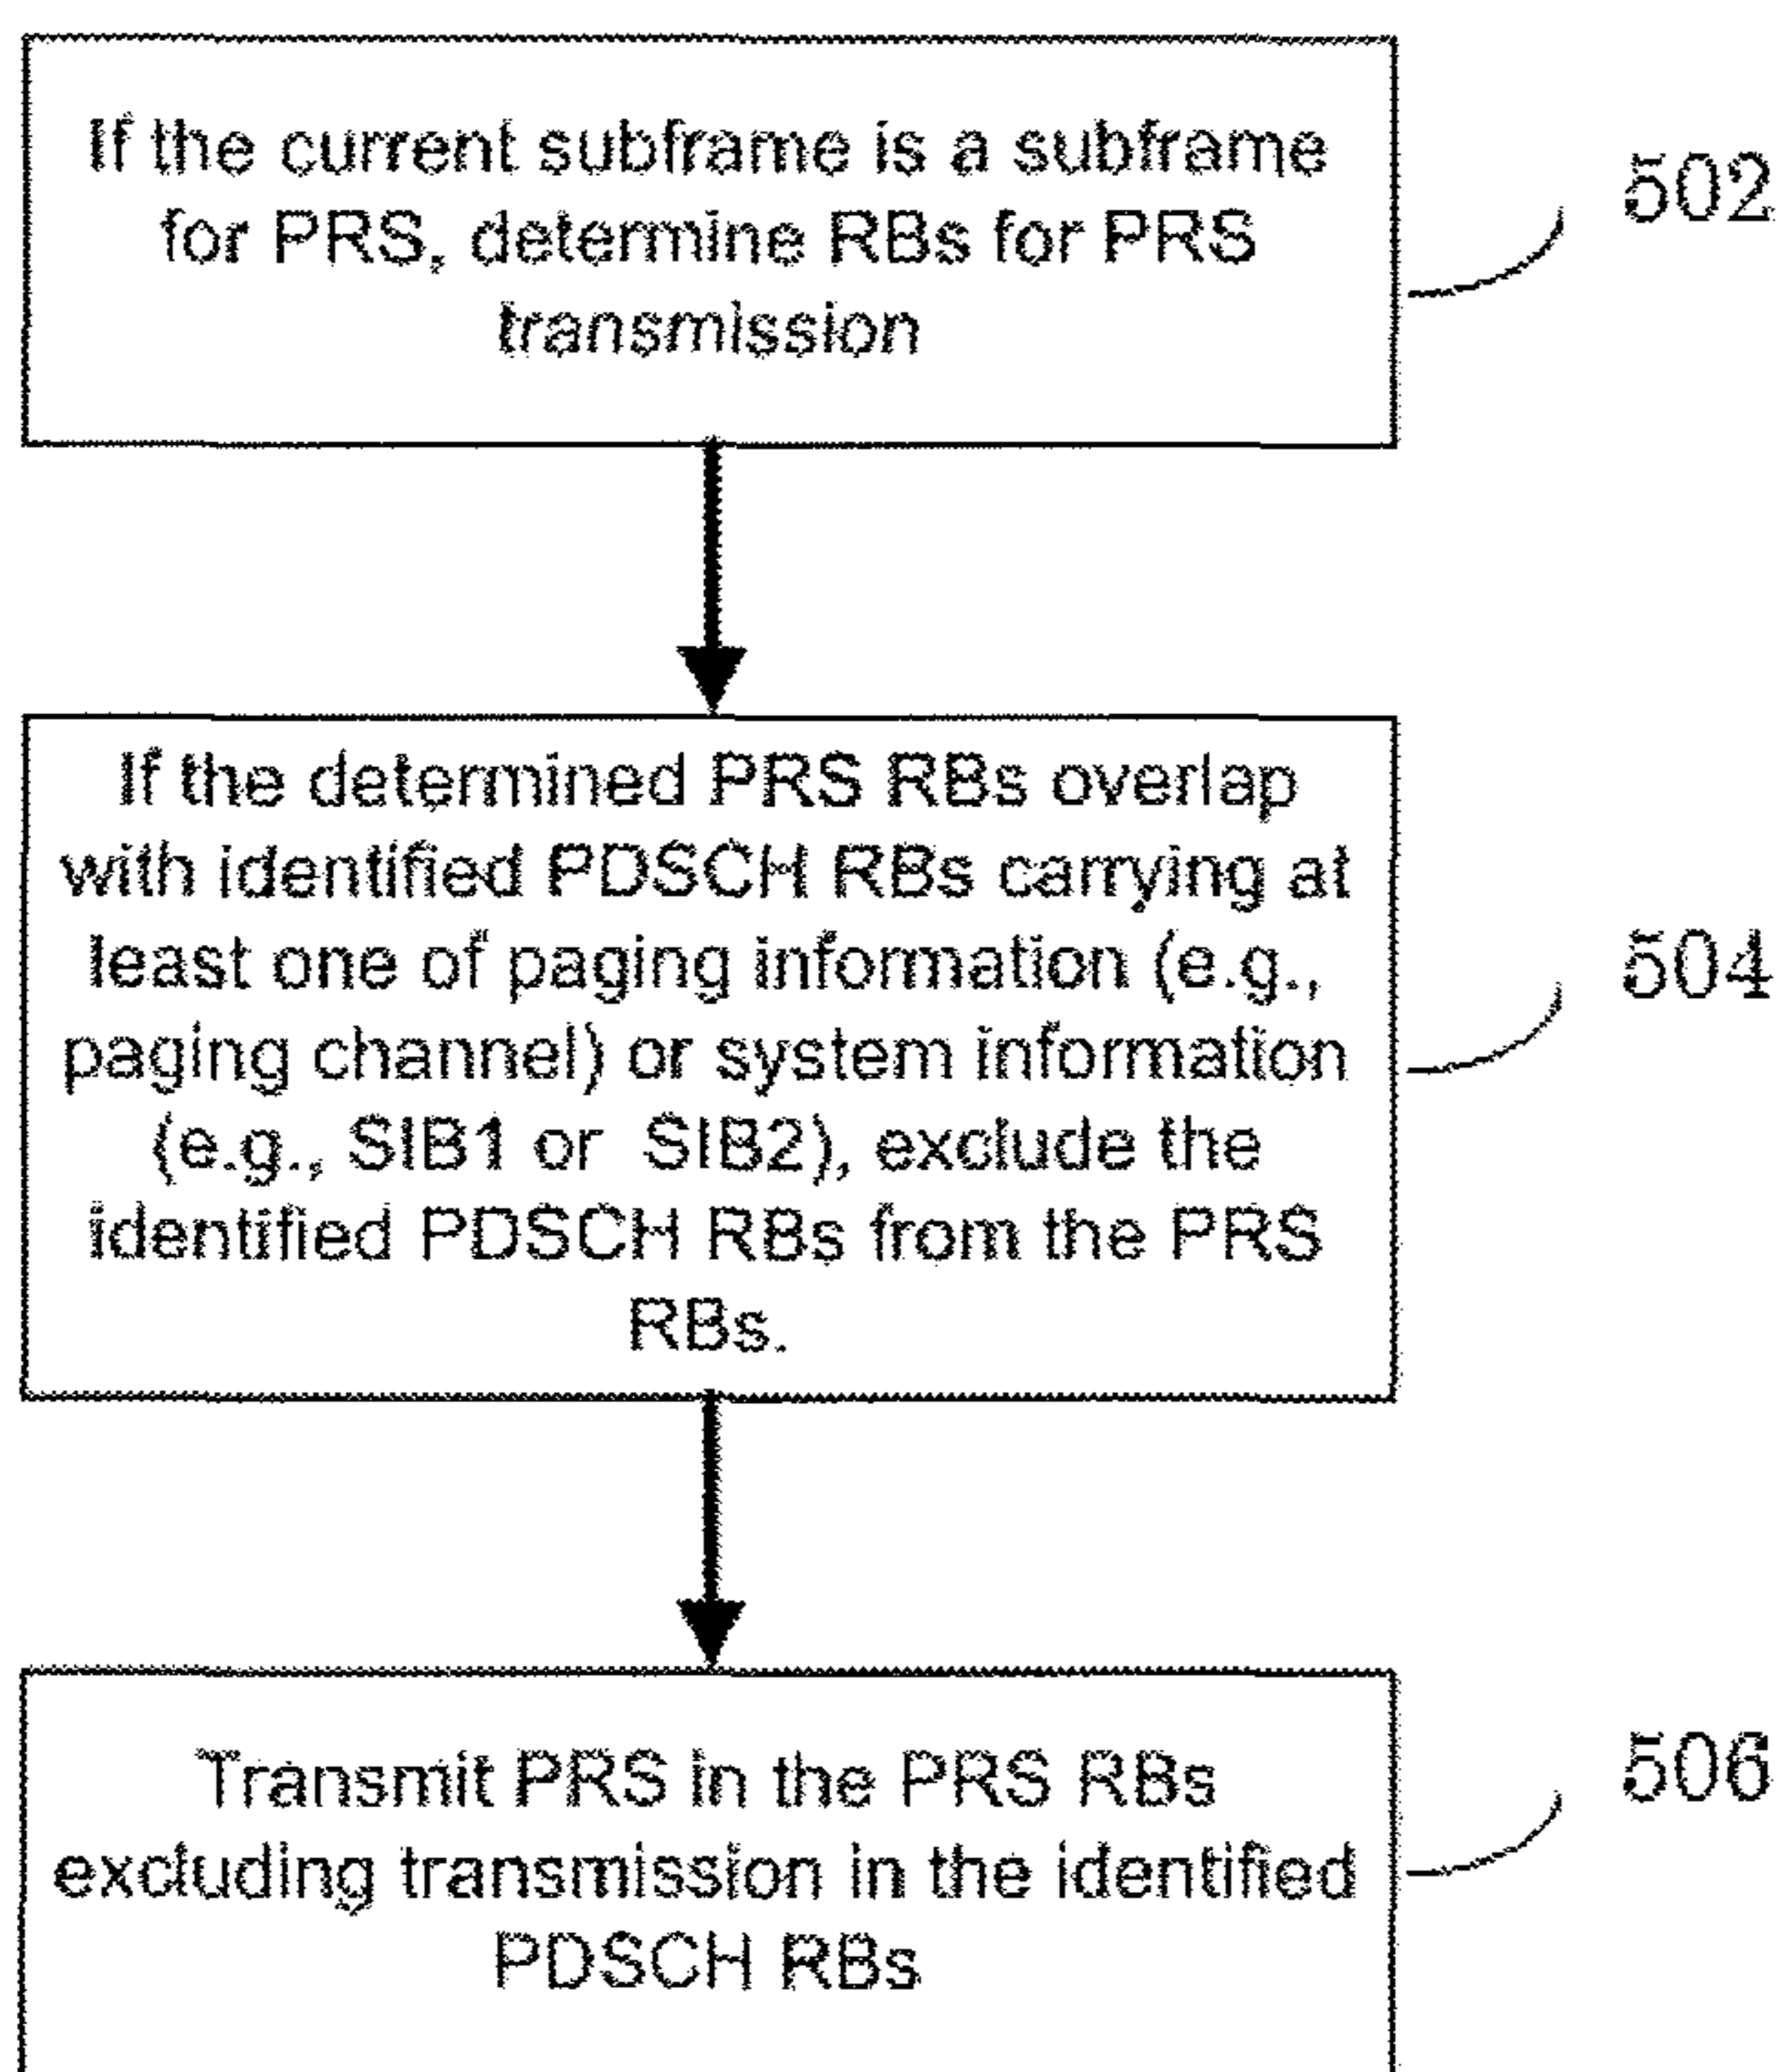 If the current subframe is a subframe
for PRS, determine RBs for PRS
transmission
502
If the determined PRS RBs overlap
with identified PDSCH RBs carrying at
least one of paging information (e.g.,
paging channel) or system information
(e.g., SIB1 or SIB2), exclude the
identified PDSCH RBs from the PRS
RBs.
504
Transmit PRS in the PRS RBs
excluding transmission in the identified
PDSCH RBs
506